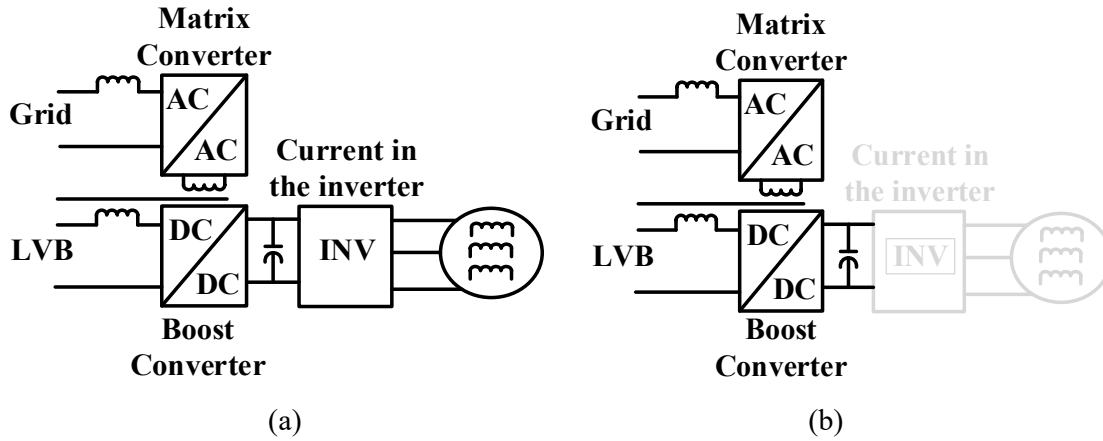 Matrix
Converter
AC
AC
Grid
Current in
the inverter
LVB
DC
DC
INV
Boost
Converter
(a)
Matrix
Converter
AC
AC
Grid
Current in
the inverter
LVB
DC
DC
INV
Boost
Converter
(b)